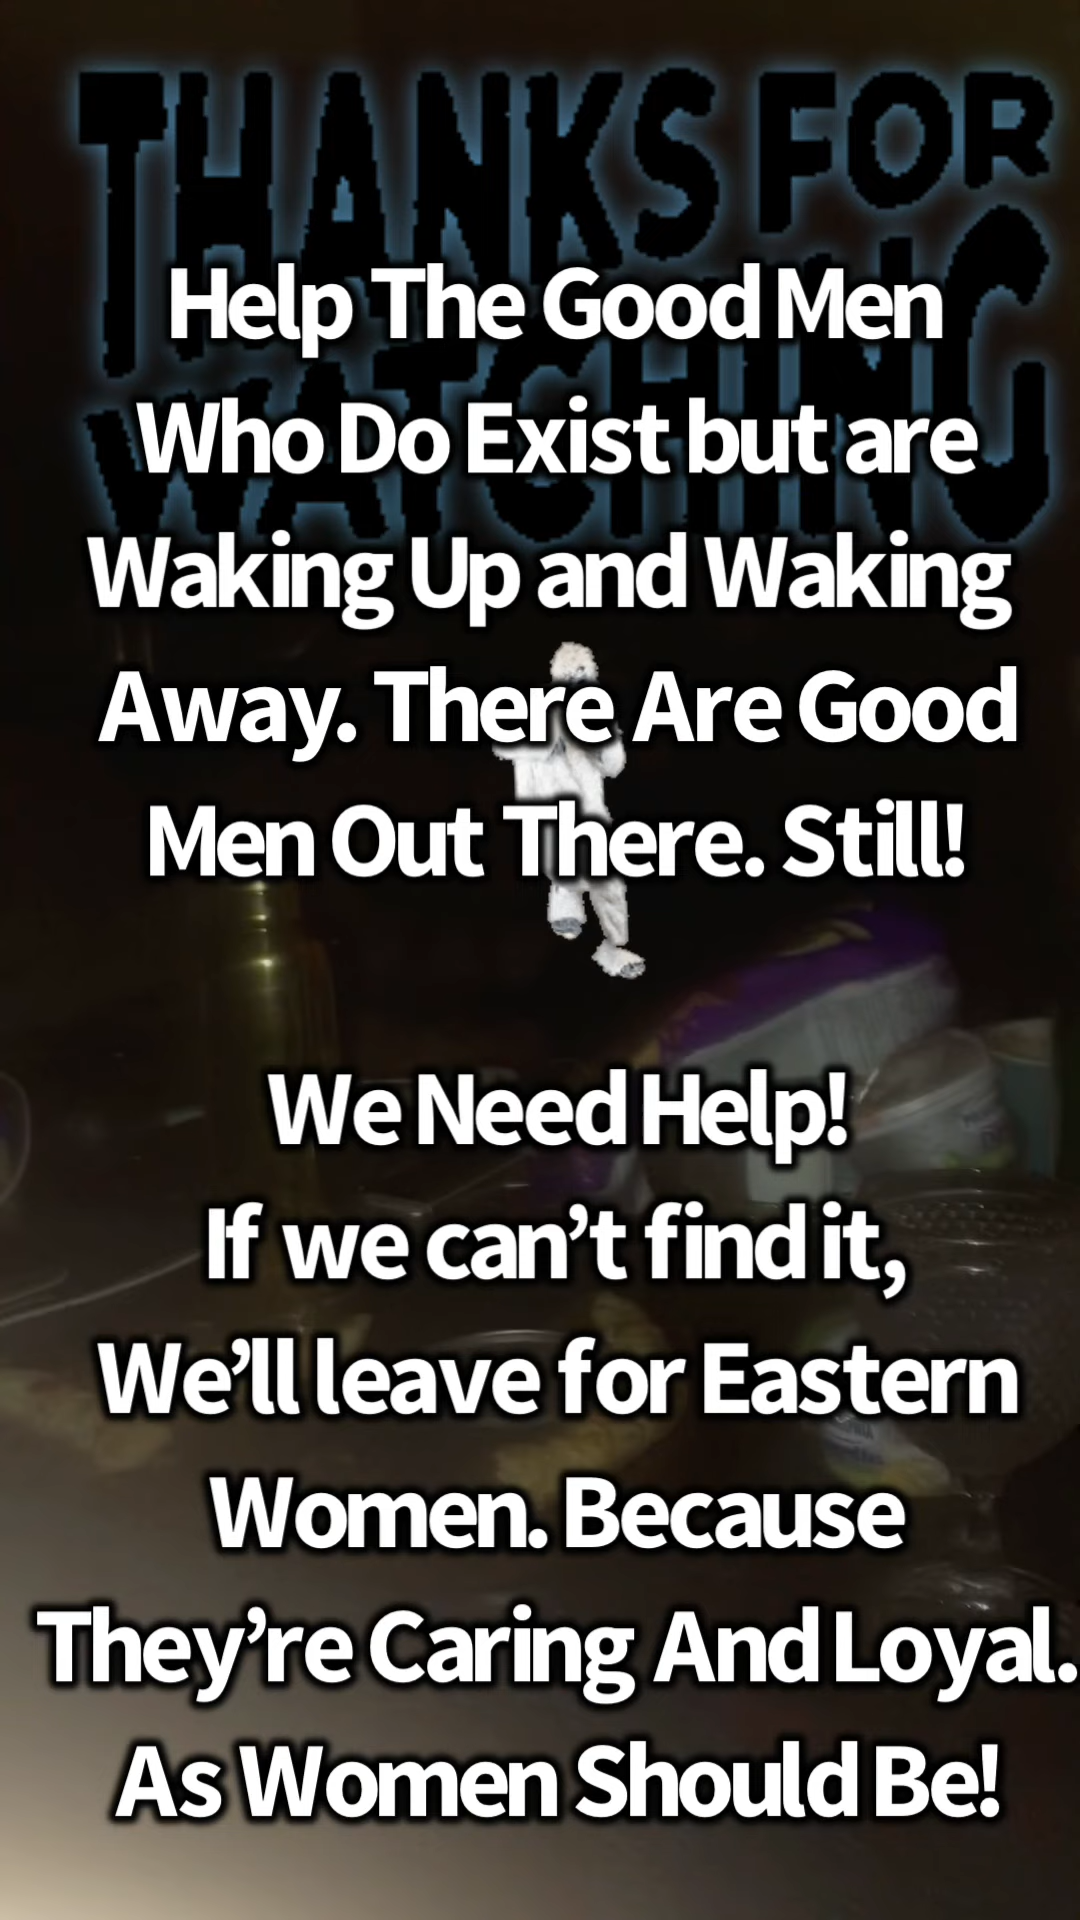 THANKS FOR
WATCHING
Help The Good Men
Who Do Exist but are
Waking Up and Waking
Away. There Are Good
Men Out There. Still!
We Need Help!
If we can’t find it,
We’ll leave for Eastern
Women. Because
They’re Caring And Loyal.
As Women Should Be!